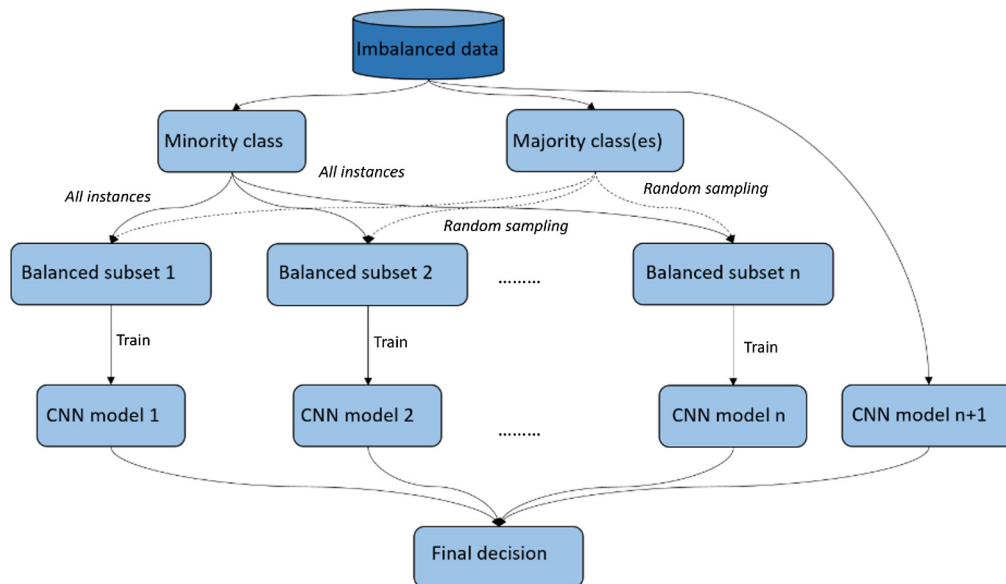 Imbalanced data
Minority class
Majority class(es)
All instances
All instances
Random sampling
Random sampling
Balanced subset 1
Balanced subset 2
.........
Balanced subset n
Train
Train
Train
CNN model 1
CNN model 2
.........
CNN model n
CNN model n+1
Final decision